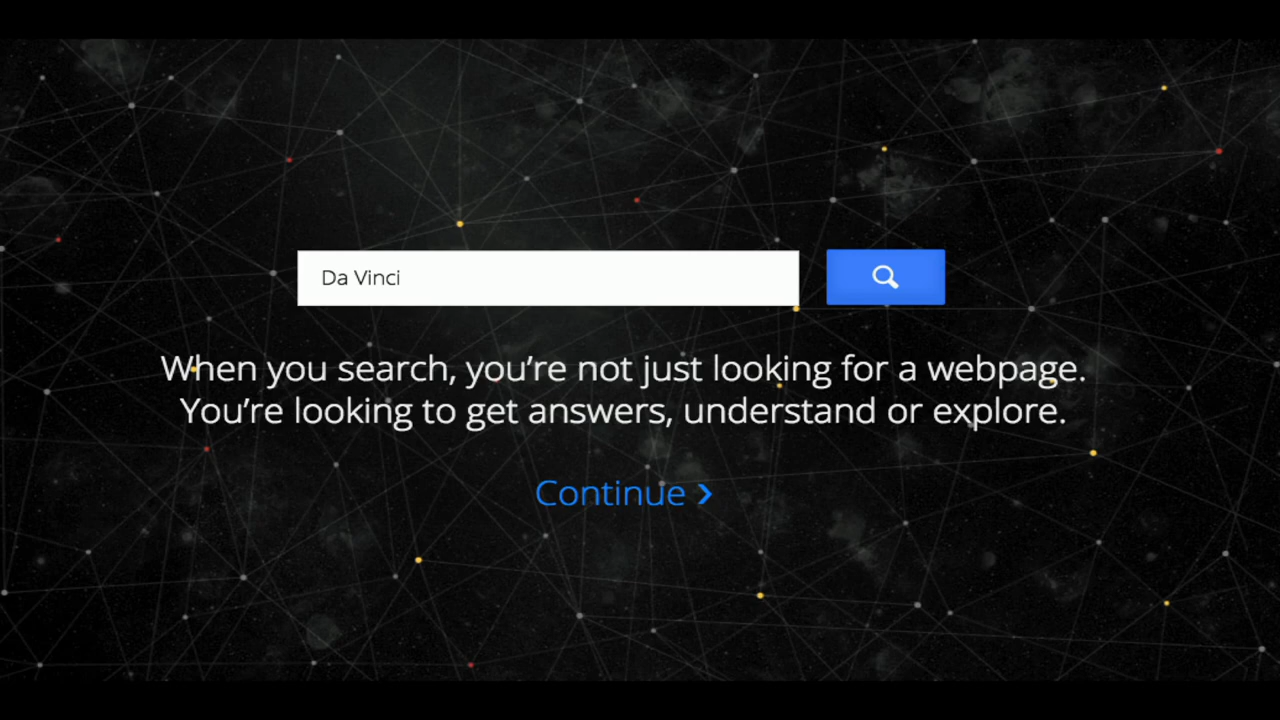 Da Vinci
When you search, you’re not just looking for a webpage.
You’re looking to get answers, understand or explore.
Continue ›